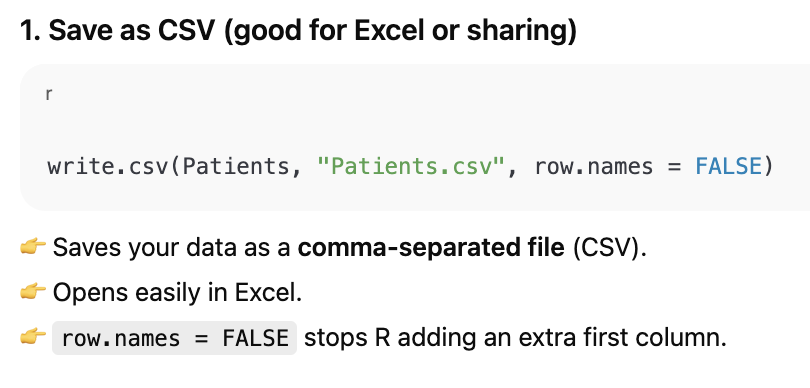 1. Save as CSV (good for Excel or sharing)
r
write.csv(Patients, "Patients.csv", row.names = FALSE)
👉 Saves your data as a comma-separated file (CSV).
👉 Opens easily in Excel.
👉 row.names = FALSE stops R adding an extra first column.